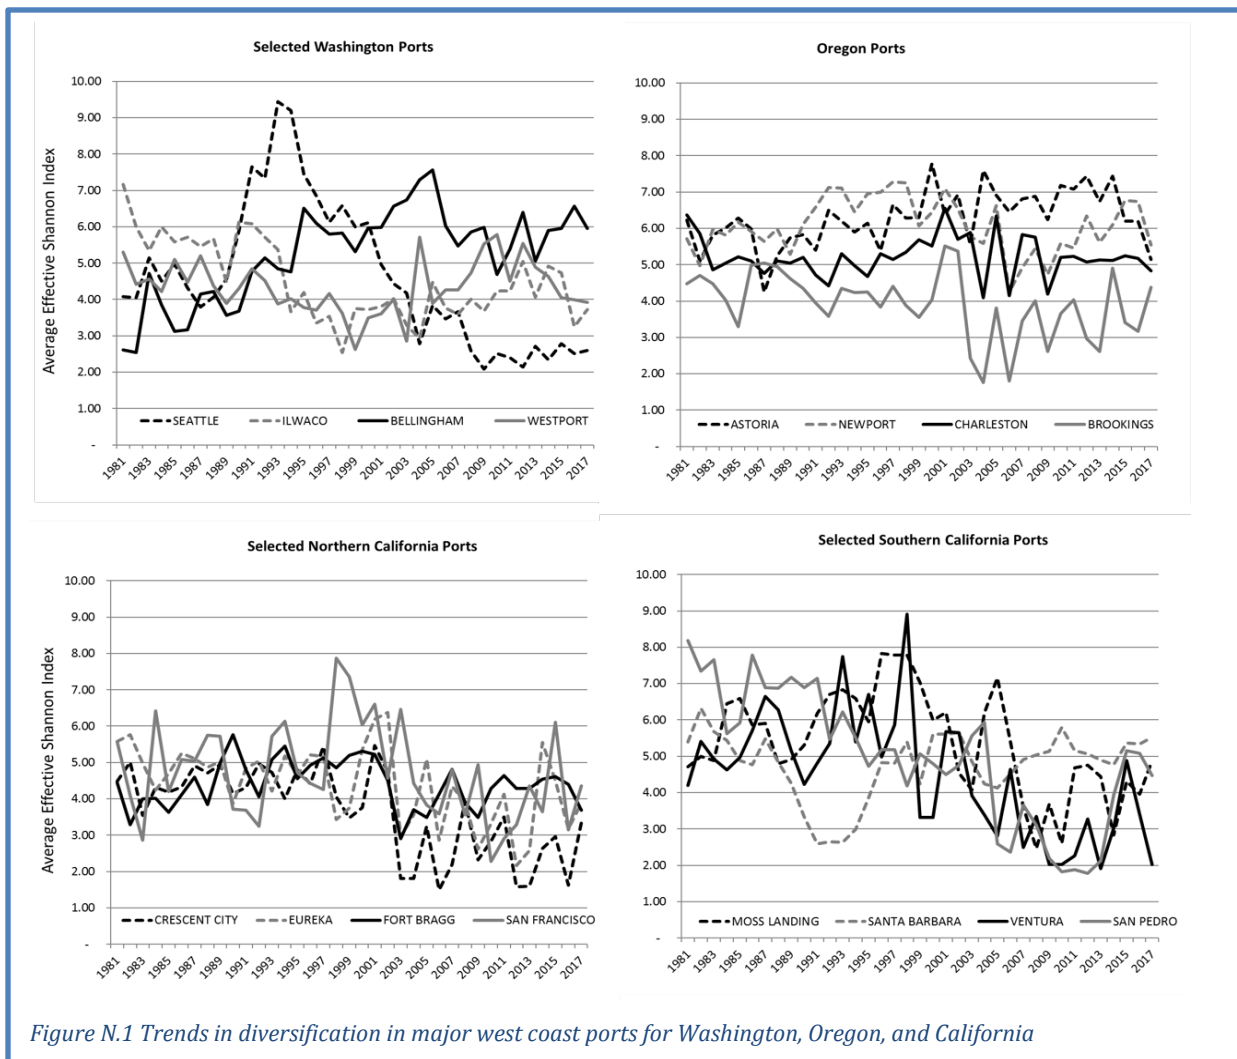 Selected Washington Ports
Average Effective Shannon Index
10.00
9.00
8.00
7.00
6.00
5.00
4.00
3.00
2.00
1.00
-
SEATTLE ILWACO BELLINGHAM WESTPORT
1981 1983 1985 1987 1989 1991 1993 1995 1997 1999 2001 2003 2005 2007 2009 2011 2013 2015 2017
Oregon Ports
10.00
9.00
8.00
7.00
6.00
5.00
4.00
3.00
2.00
1.00
-
ASTORIA NEWPORT CHARLESTON BROOKINGS
1981 1983 1985 1987 1989 1991 1993 1995 1997 1999 2001 2003 2005 2007 2009 2011 2013 2015 2017
Selected Northern California Ports
Average Effective Shannon Index
10.00
9.00
8.00
7.00
6.00
5.00
4.00
3.00
2.00
1.00
-
CRESCENT CITY EUREKA FORT BRAGG SAN FRANCISCO
1981 1983 1985 1987 1989 1991 1993 1995 1997 1999 2001 2003 2005 2007 2009 2011 2013 2015 2017
Selected Southern California Ports
10.00
9.00
8.00
7.00
6.00
5.00
4.00
3.00
2.00
1.00
-
MOSS LANDING SANTA BARBARA VENTURA SAN PEDRO
1981 1983 1985 1987 1989 1991 1993 1995 1997 1999 2001 2003 2005 2007 2009 2011 2013 2015 2017
Figure N.1 Trends in diversification in major west coast ports for Washington, Oregon, and California